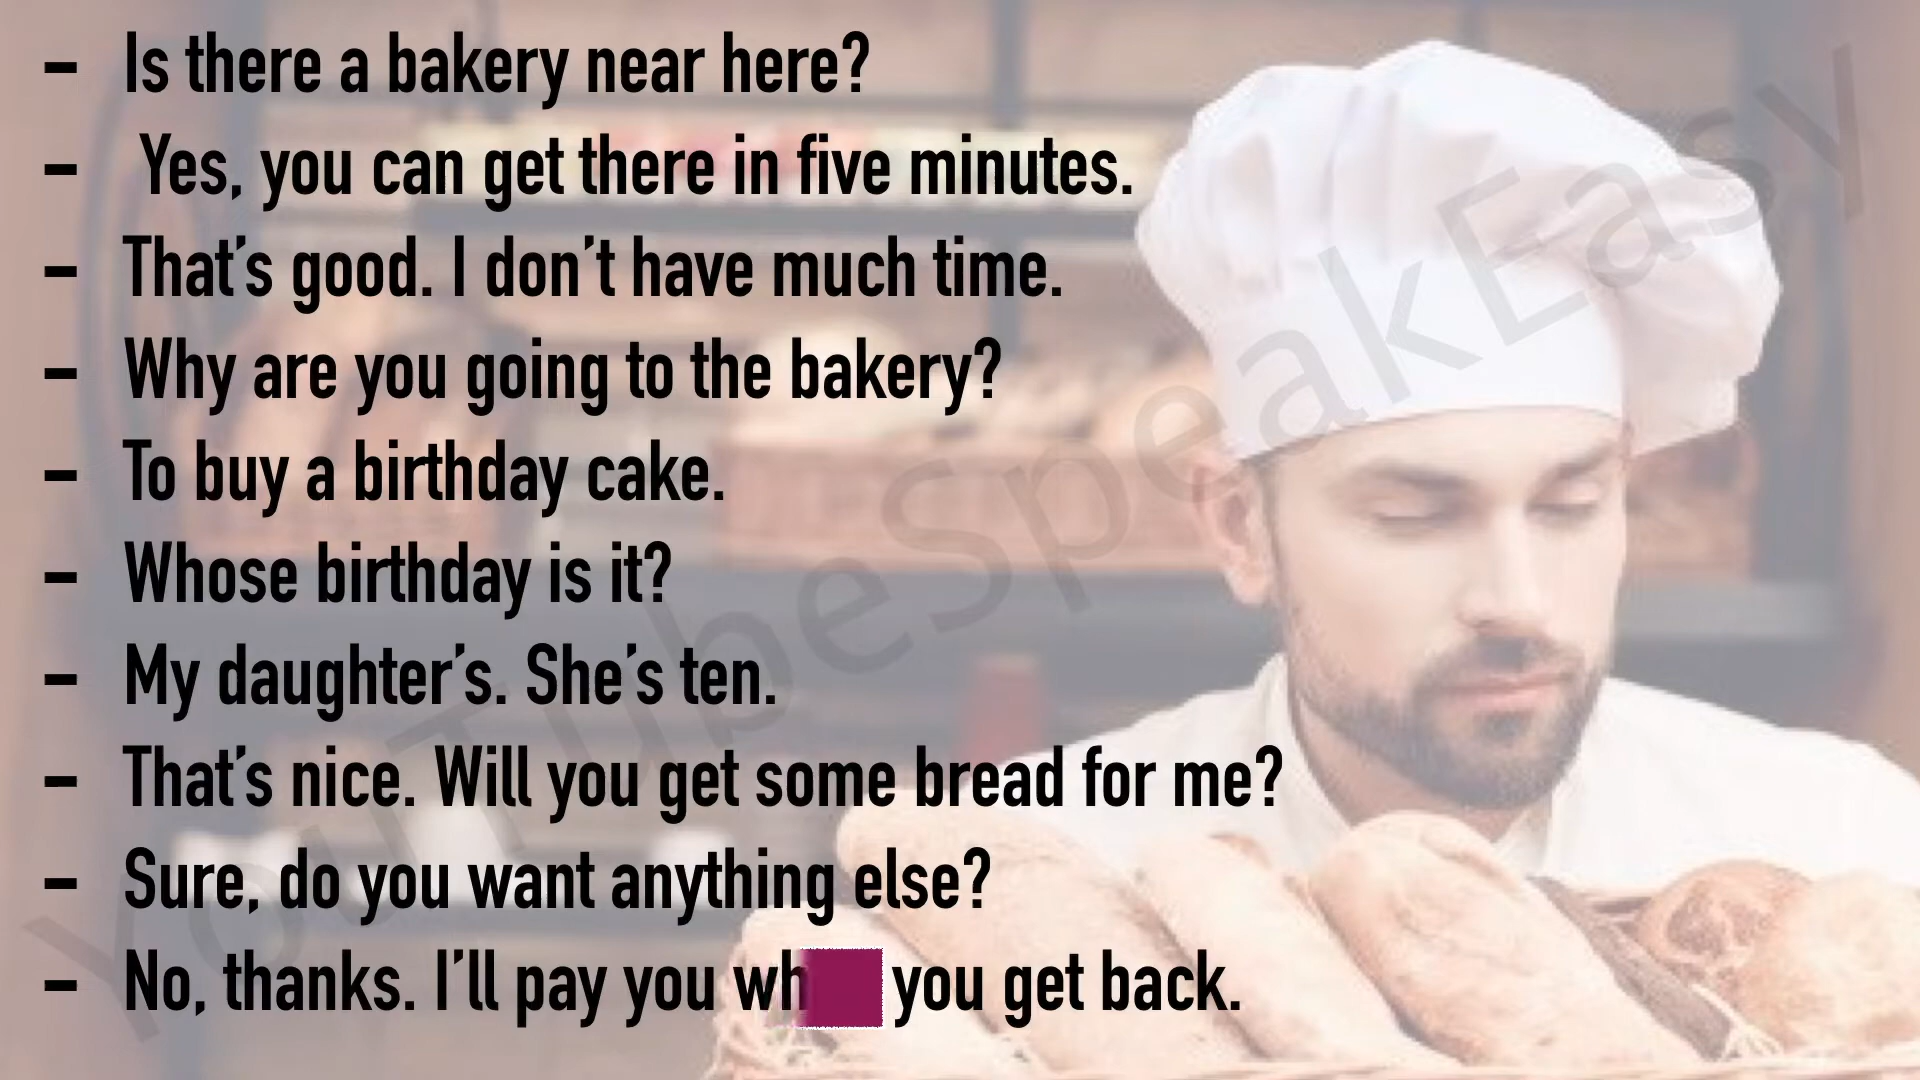 - Is there a bakery near here?
- Yes, you can get there in five minutes.
- That's good. I don't have much time.
- Why are you going to the bakery?
- To buy a birthday cake.
- Whose birthday is it?
- My daughter's. She's ten.
- That's nice. Will you get some bread for me?
- Sure, do you want anything else?
- No, thanks. I'll pay you you get back.
YouTubeSpeakEasy